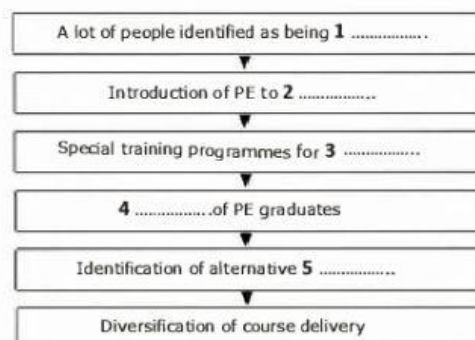 A lot of people identified as being 1 ................
Introduction of PE to 2 ................
Special training programmes for 3 ................
4 ................of PE graduates
Identification of alternative 5 ................
Diversification of course delivery